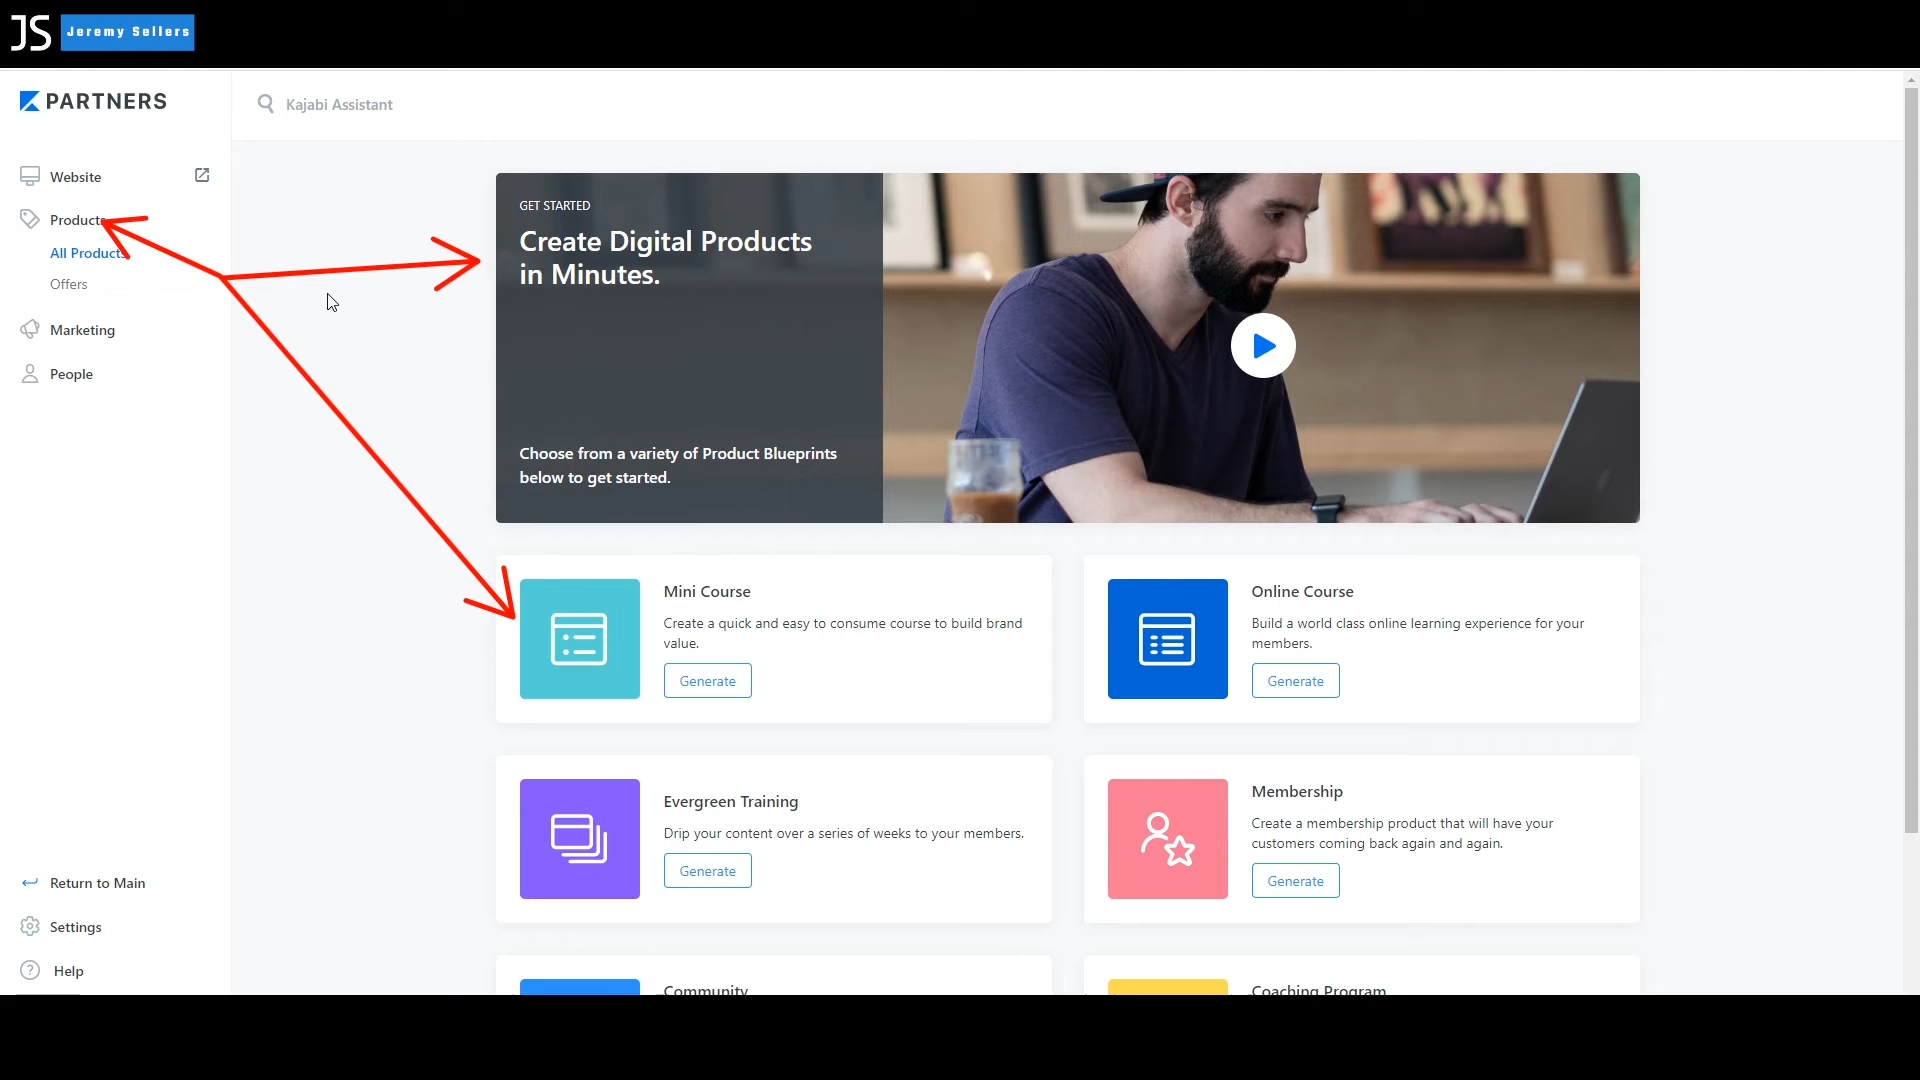 JS Jeremy Sellers
PARTNERS
Kajabi Assistant
Website
Products
All Products
Offers
Marketing
People
Return to Main
Settings
Help
GET STARTED
Create Digital Products
in Minutes.
Choose from a variety of Product Blueprints
below to get started.
Mini Course
Create a quick and easy to consume course to build brand
value.
Generate
Online Course
Build a world class online learning experience for your
members.
Generate
Evergreen Training
Drip your content over a series of weeks to your members.
Generate
Membership
Create a membership product that will have your
customers coming back again and again.
Generate
Community
Coaching Program